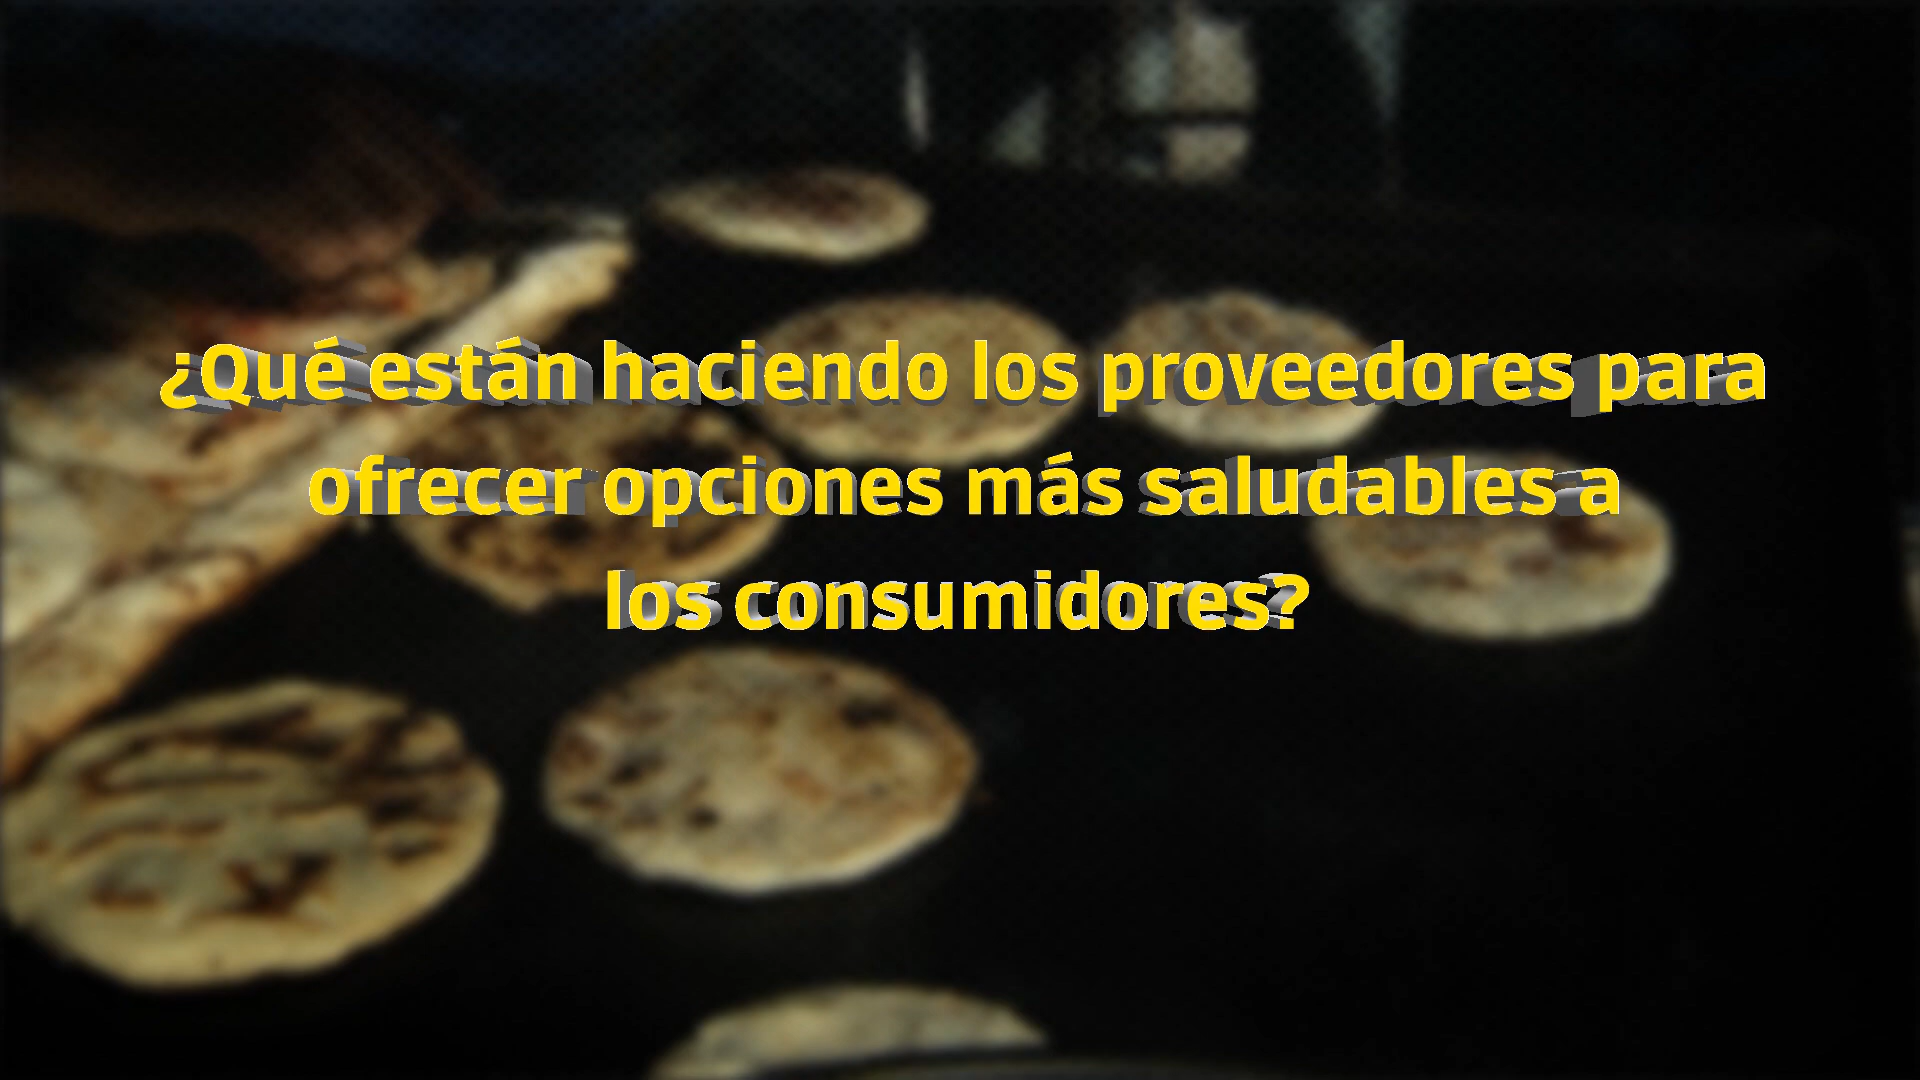 ¿Qué están haciendo los proveedores para
ofrecer opciones más saludables a
los consumidores?